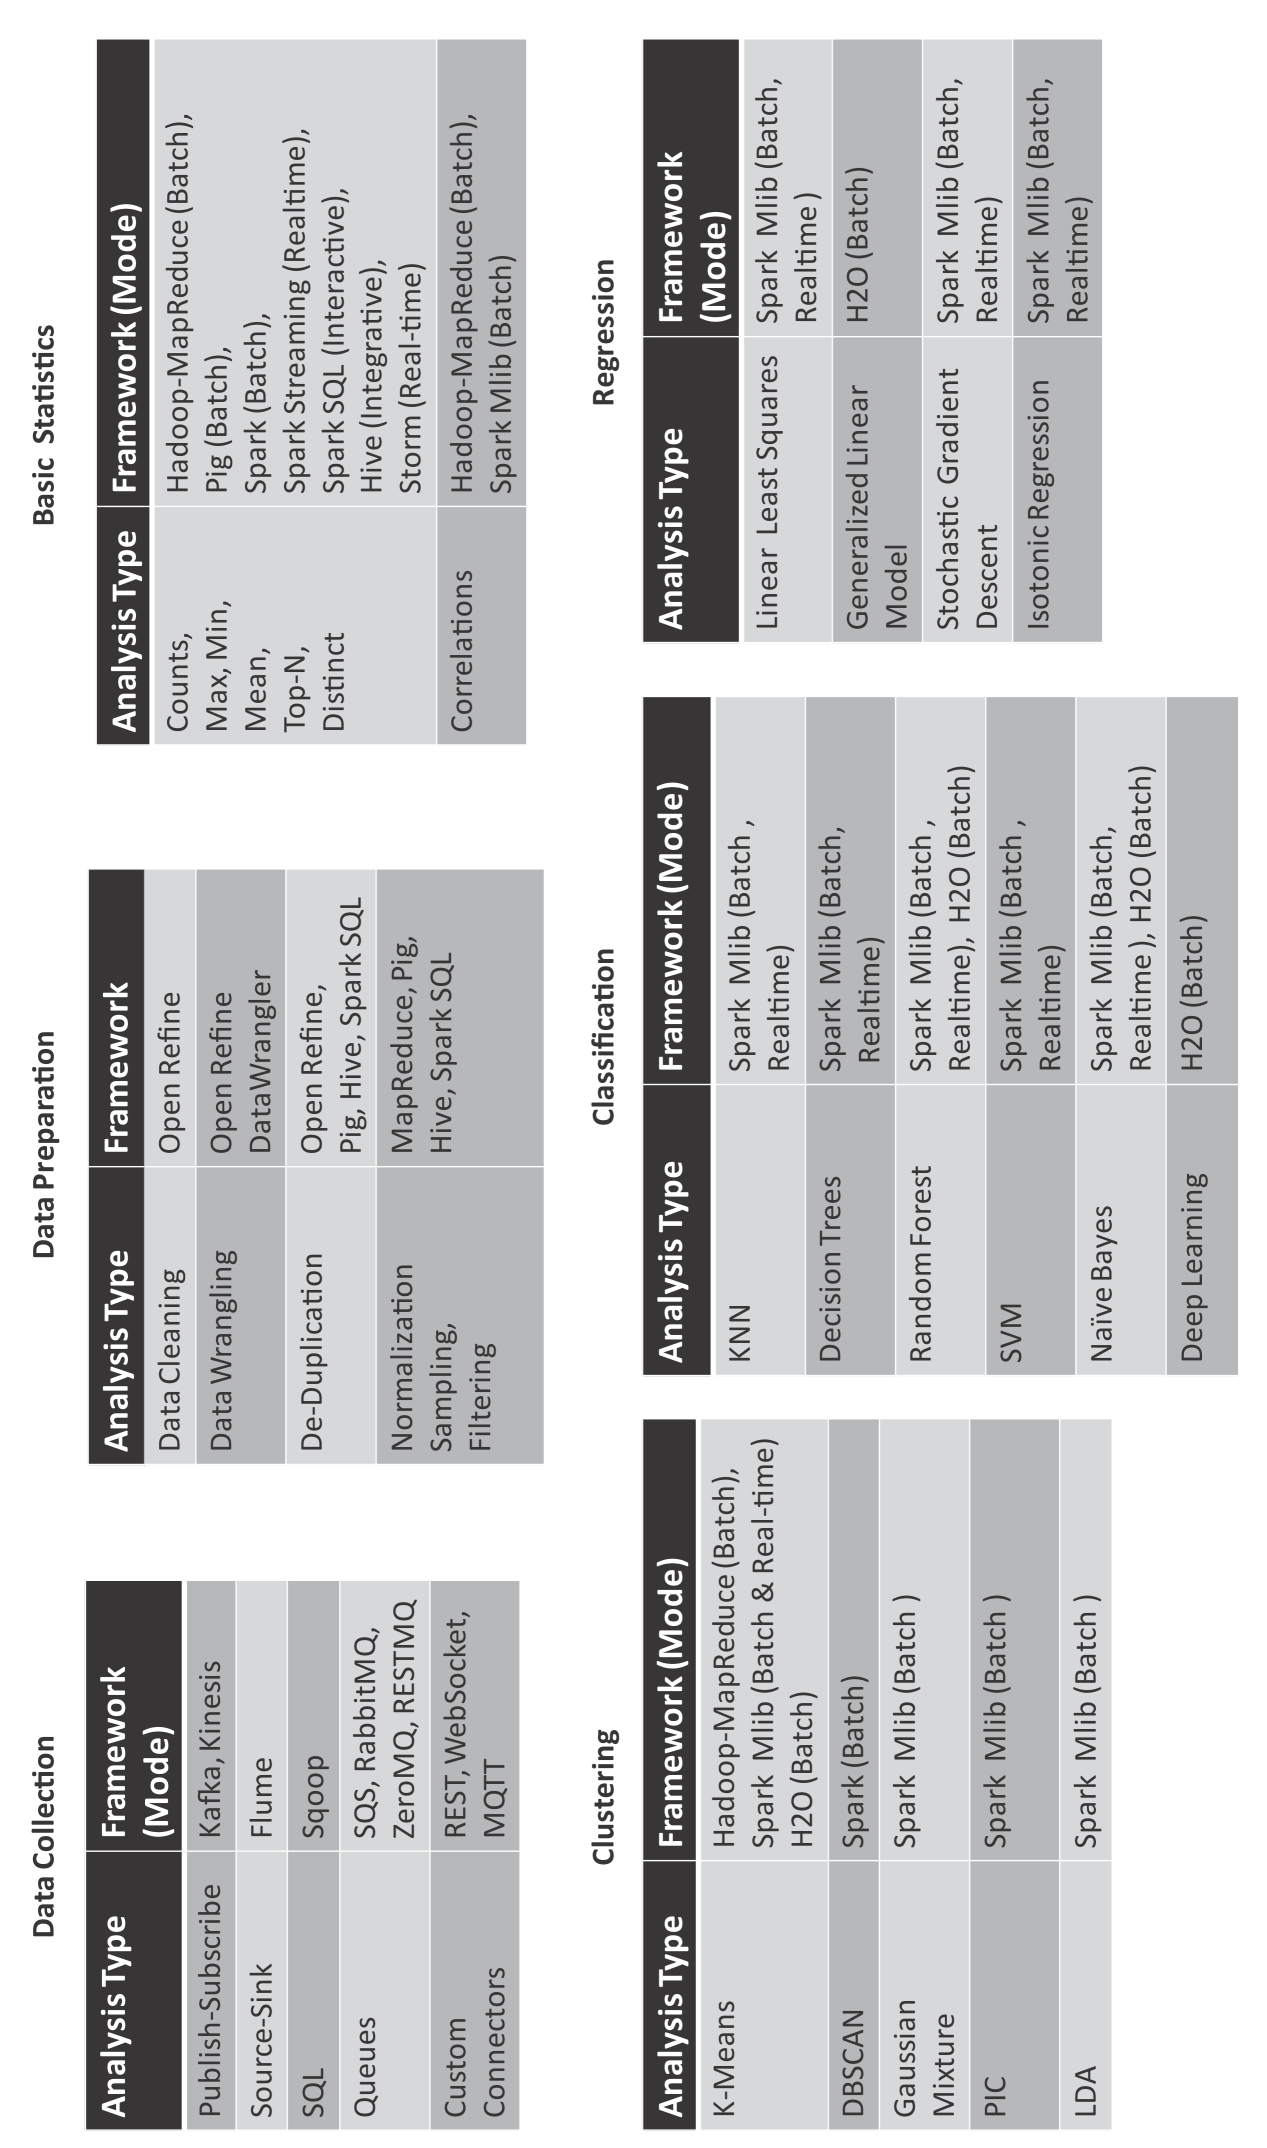 Data Collection
Analysis Type
Framework
(Mode)
Publish-Subscribe
Kafka, Kinesis
Source-Sink
Flume
SQL
Sqoop
Queues
SQS, RabbitMQ,
ZeroMQ, RESTMQ
Custom
Connectors
REST, WebSocket,
MQTT
Data Preparation
Analysis Type
Framework
Data Cleaning
Open Refine
Data Wrangling
Open Refine
DataWrangler
De-Duplication
Open Refine,
Pig, Hive, Spark SQL
Normalization
Sampling,
Filtering
MapReduce, Pig,
Hive, Spark SQL
Basic Statistics
Analysis Type
Framework (Mode)
Counts,
Max, Min,
Mean,
Top-N,
Distinct
Hadoop-MapReduce (Batch),
Pig (Batch),
Spark (Batch),
Spark Streaming (Realtime),
Spark SQL (Interactive),
Hive (Integrative),
Storm (Real-time)
Correlations
Hadoop-MapReduce (Batch),
Spark Mlib (Batch)
Clustering
Analysis Type
Framework (Mode)
K-Means
Hadoop-MapReduce (Batch),
Spark Mlib (Batch & Real-time)
H2O (Batch)
DBSCAN
Spark (Batch)
Gaussian
Mixture
Spark Mlib (Batch )
PIC
Spark Mlib (Batch )
LDA
Spark Mlib (Batch )
Classification
Analysis Type
Framework (Mode)
KNN
Spark Mlib (Batch ,
Realtime)
Decision Trees
Spark Mlib (Batch,
Realtime)
Random Forest
Spark Mlib (Batch ,
Realtime), H2O (Batch)
SVM
Spark Mlib (Batch ,
Realtime)
Naïve Bayes
Spark Mlib (Batch,
Realtime ), H2O (Batch)
Deep Learning
H2O (Batch)
Regression
Analysis Type
Framework
(Mode)
Linear Least Squares
Spark Mlib (Batch,
Realtime )
Generalized Linear
Model
H2O (Batch)
Stochastic Gradient
Descent
Spark Mlib (Batch,
Realtime)
Isotonic Regression
Spark Mlib (Batch,
Realtime)